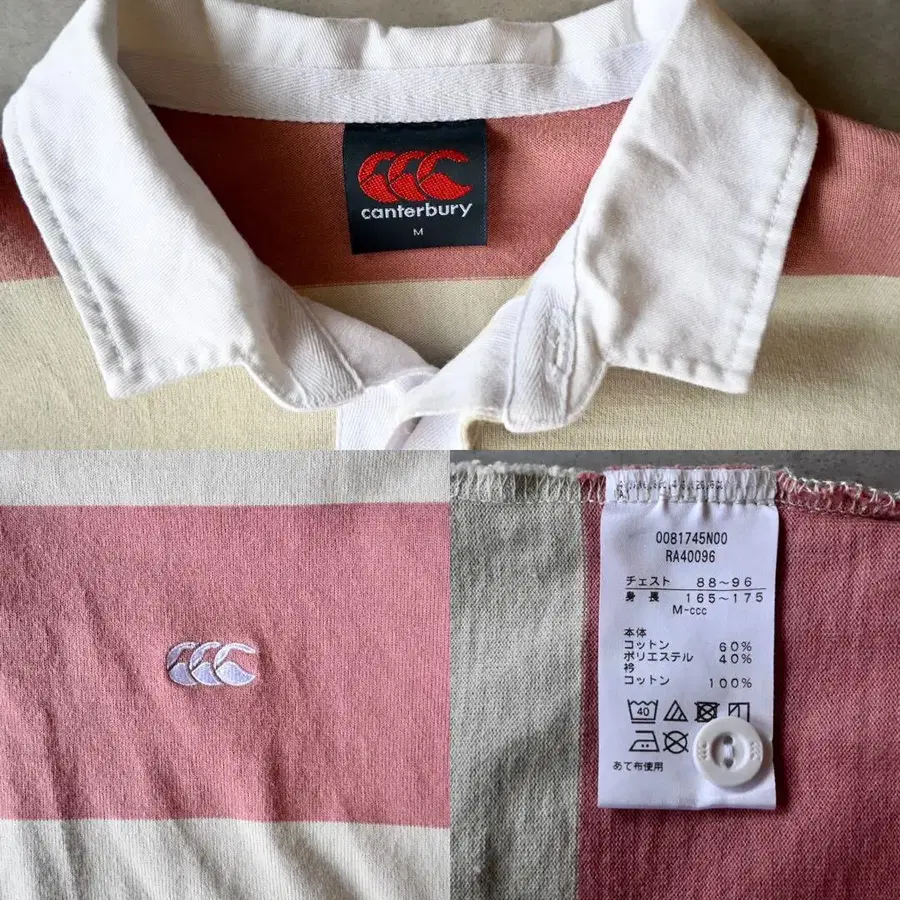 canterbury
M
0081745N00
RA40096
チェスト 88~96
身長 165~175
M-ccc
本体
コットン 60%
ポリエステル 40%
衿
コットン 100%
40
あて布使用